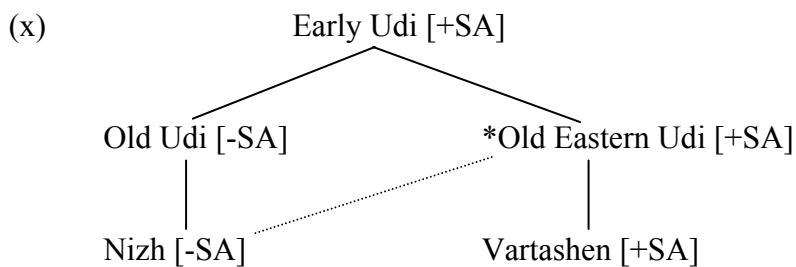 (x) Early Udi [+SA]
Old Udi [-SA] *Old Eastern Udi [+SA]
Nizh [-SA] Vartashen [+SA]